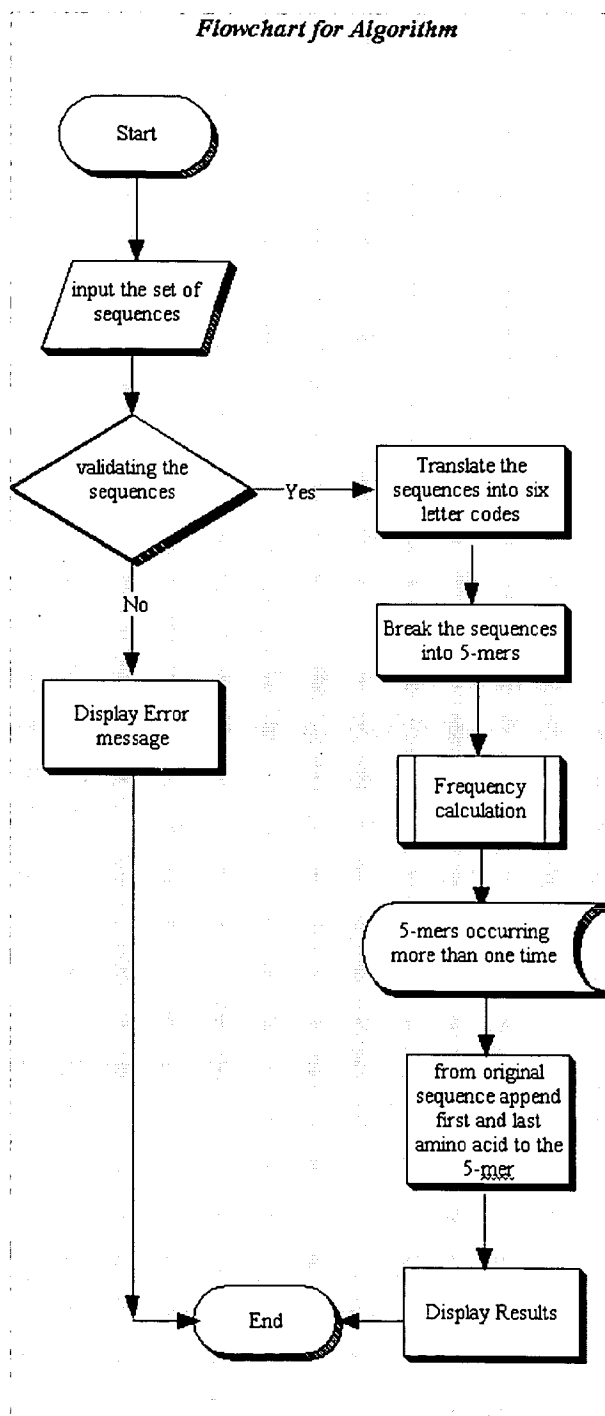 Flowchart for Algorithm
Start
input the set of
sequences
validating the
sequences
Yes
Translate the
sequences into six
letter codes
No
Break the sequences
into 5-mers
Display Error
message
Frequency
calculation
5-mers occurring
more than one time
from original
sequence append
first and last
amino acid to the
5-mer
End
Display Results